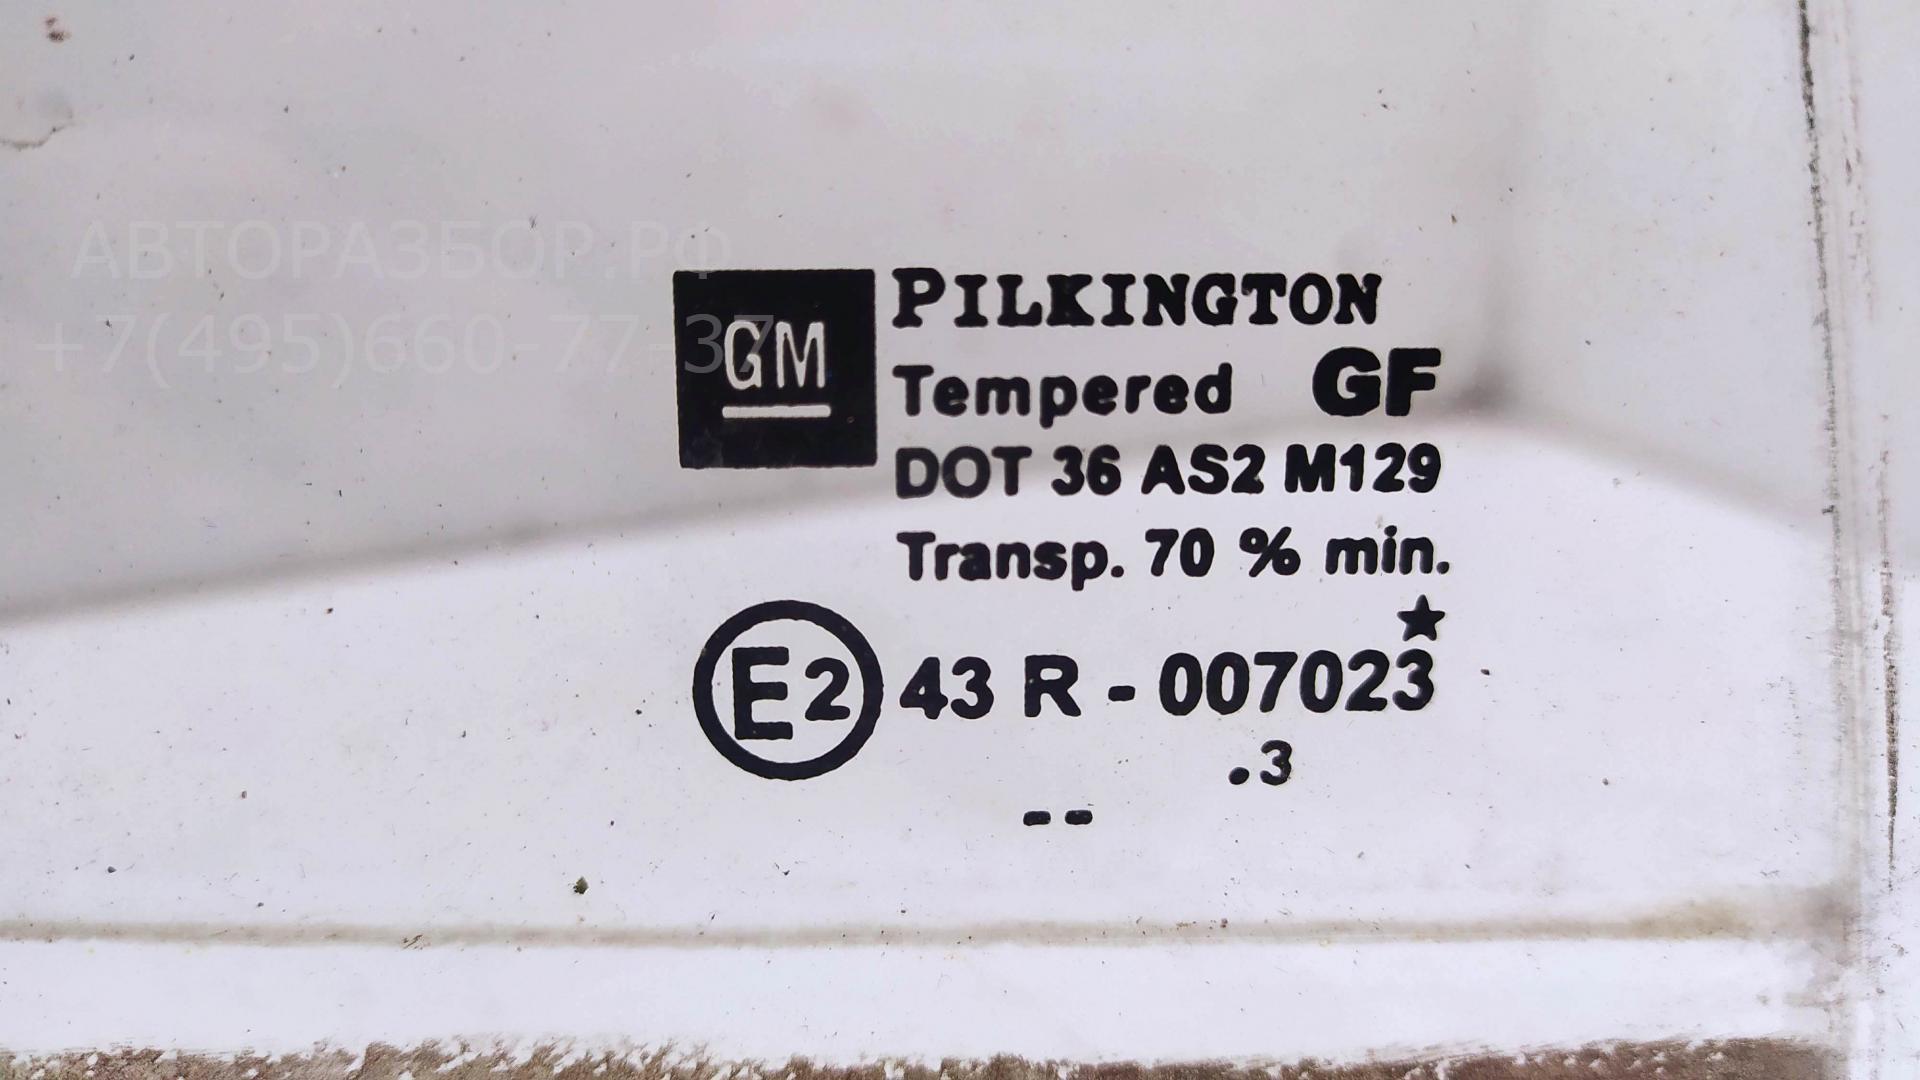 АВТОРАЗБОР.РФ
+7(495)660-77-37
GM
PILKINGTON
Tempered GF
DOT 36 AS2 M129
Transp. 70 % min.
E2 43 R - 007023
.3
--